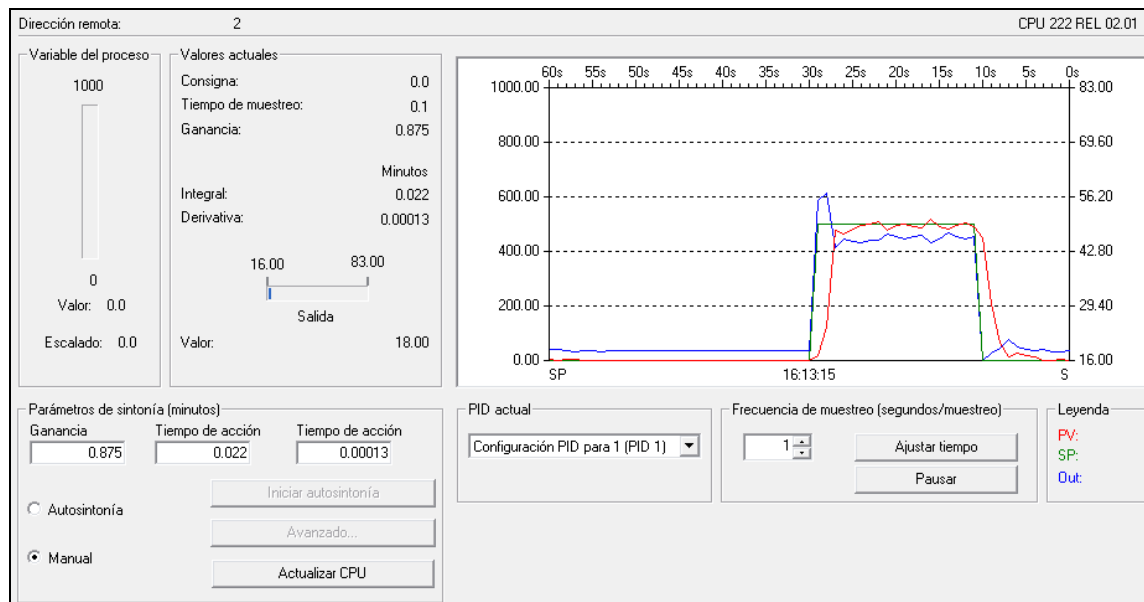 Dirección remota: 2 CPU 222 REL 02.01
Variable del proceso
1000
0
Valor: 0.0
Escalado: 0.0
Valores actuales
Consigna: 0.0
Tiempo de muestreo: 0.1
Ganancia: 0.875
Minutos
Integral: 0.022
Derivativa: 0.00013
16.00 83.00
Salida
Valor: 18.00
60s 55s 50s 45s 40s 35s 30s 25s 20s 15s 10s 5s 0s
1000.00 83.00
800.00 69.60
600.00 56.20
400.00 42.80
200.00 29.40
0.00 16.00
SP 16:13:15 S
Parámetros de sintonía (minutos)
Ganancia Tiempo de acción Tiempo de acción
0.875 0.022 0.00013
Autosintonía
Manual
Iniciar autosintonía
Avanzado...
Actualizar CPU
PID actual
Configuración PID para 1 (PID 1)
Frecuencia de muestreo (segundos/muestreo)
1
Ajustar tiempo
Pausar
Leyenda
PV:
SP:
Out: